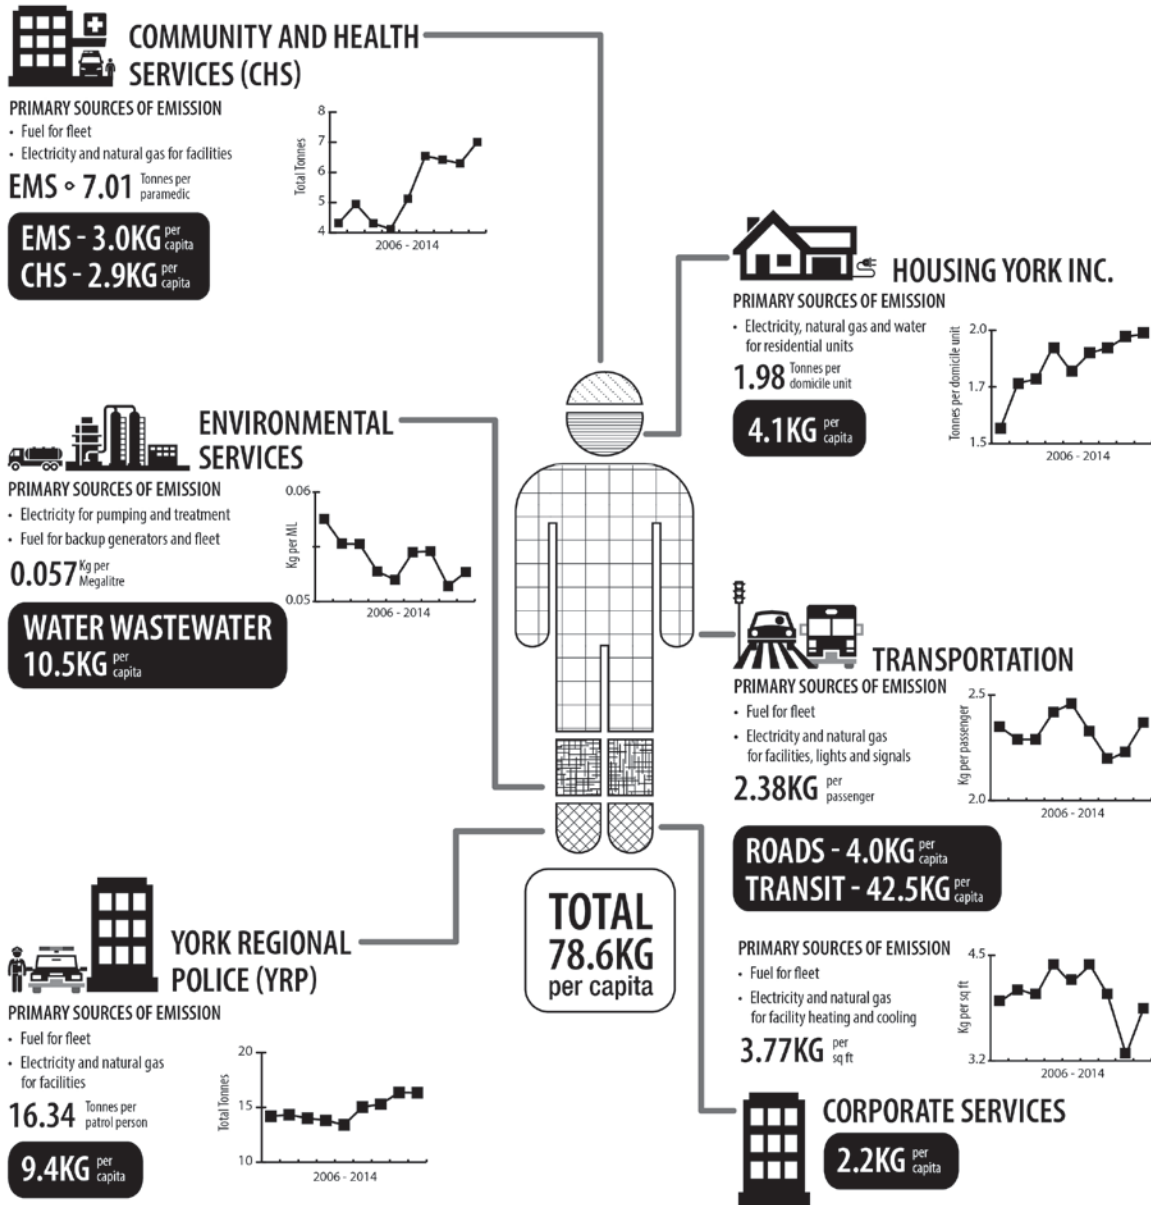 COMMUNITY AND HEALTH
SERVICES (CHS)
PRIMARY SOURCES OF EMISSION
• Fuel for fleet
• Electricity and natural gas for facilities
EMS ∘ 7.01 Tonnes per
paramedic
EMS - 3.0KG per
capita
CHS - 2.9KG per
capita
Total Tonnes
8
7
6
5
4
2006 - 2014
HOUSING YORK INC.
PRIMARY SOURCES OF EMISSION
• Electricity, natural gas and water
for residential units
1.98 Tonnes per
domicile unit
4.1KG per
capita
Tonnes per domicile unit
2.0
1.7
1.5
2006 - 2014
ENVIRONMENTAL
SERVICES
PRIMARY SOURCES OF EMISSION
• Electricity for pumping and treatment
• Fuel for backup generators and fleet
0.057 Kg per
Megalitre
WATER WASTEWATER
10.5KG per
capita
Kg per ML
0.06
0.05
2006 - 2014
TRANSPORTATION
PRIMARY SOURCES OF EMISSION
• Fuel for fleet
• Electricity and natural gas
for facilities, lights and signals
2.38KG per
passenger
ROADS - 4.0KG per
capita
TRANSIT - 42.5KG per
capita
Kg per passenger
2.5
2.0
2006 - 2014
YORK REGIONAL
POLICE (YRP)
PRIMARY SOURCES OF EMISSION
• Fuel for fleet
• Electricity and natural gas
for facilities
16.34 Tonnes per
patrol person
9.4KG per
capita
Total Tonnes
20
15
10
2006 - 2014
TOTAL
78.6KG
per capita
PRIMARY SOURCES OF EMISSION
• Fuel for fleet
• Electricity and natural gas
for facility heating and cooling
3.77KG per
sq ft
Kg per sq ft
4.5
3.2
2006 - 2014
CORPORATE SERVICES
2.2KG per
capita